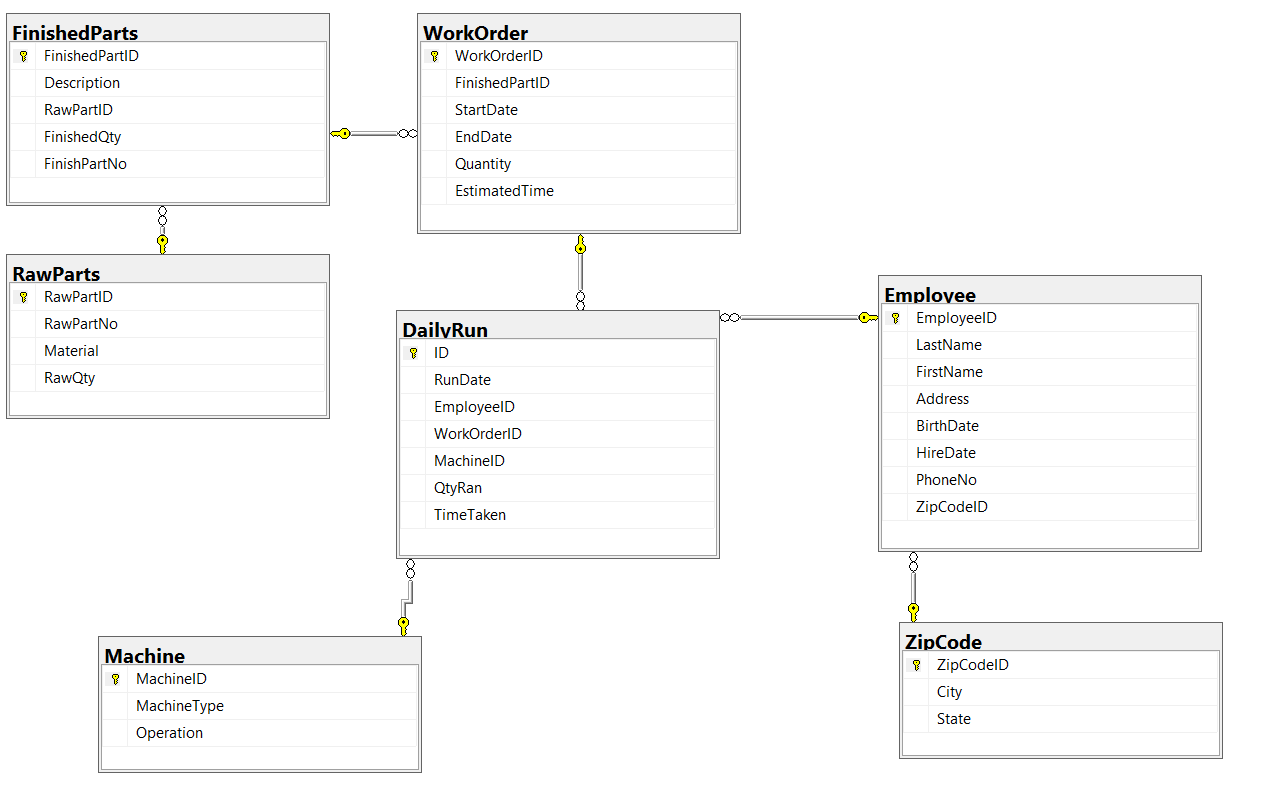 FinishedParts
FinishedPartID
Description
RawPartID
FinishedQty
FinishPartNo
WorkOrder
WorkOrderID
FinishedPartID
StartDate
EndDate
Quantity
EstimatedTime
RawParts
RawPartID
RawPartNo
Material
RawQty
DailyRun
ID
RunDate
EmployeeID
WorkOrderID
MachineID
QtyRan
TimeTaken
Employee
EmployeeID
LastName
FirstName
Address
BirthDate
HireDate
PhoneNo
ZipCodeID
Machine
MachineID
MachineType
Operation
ZipCode
ZipCodeID
City
State